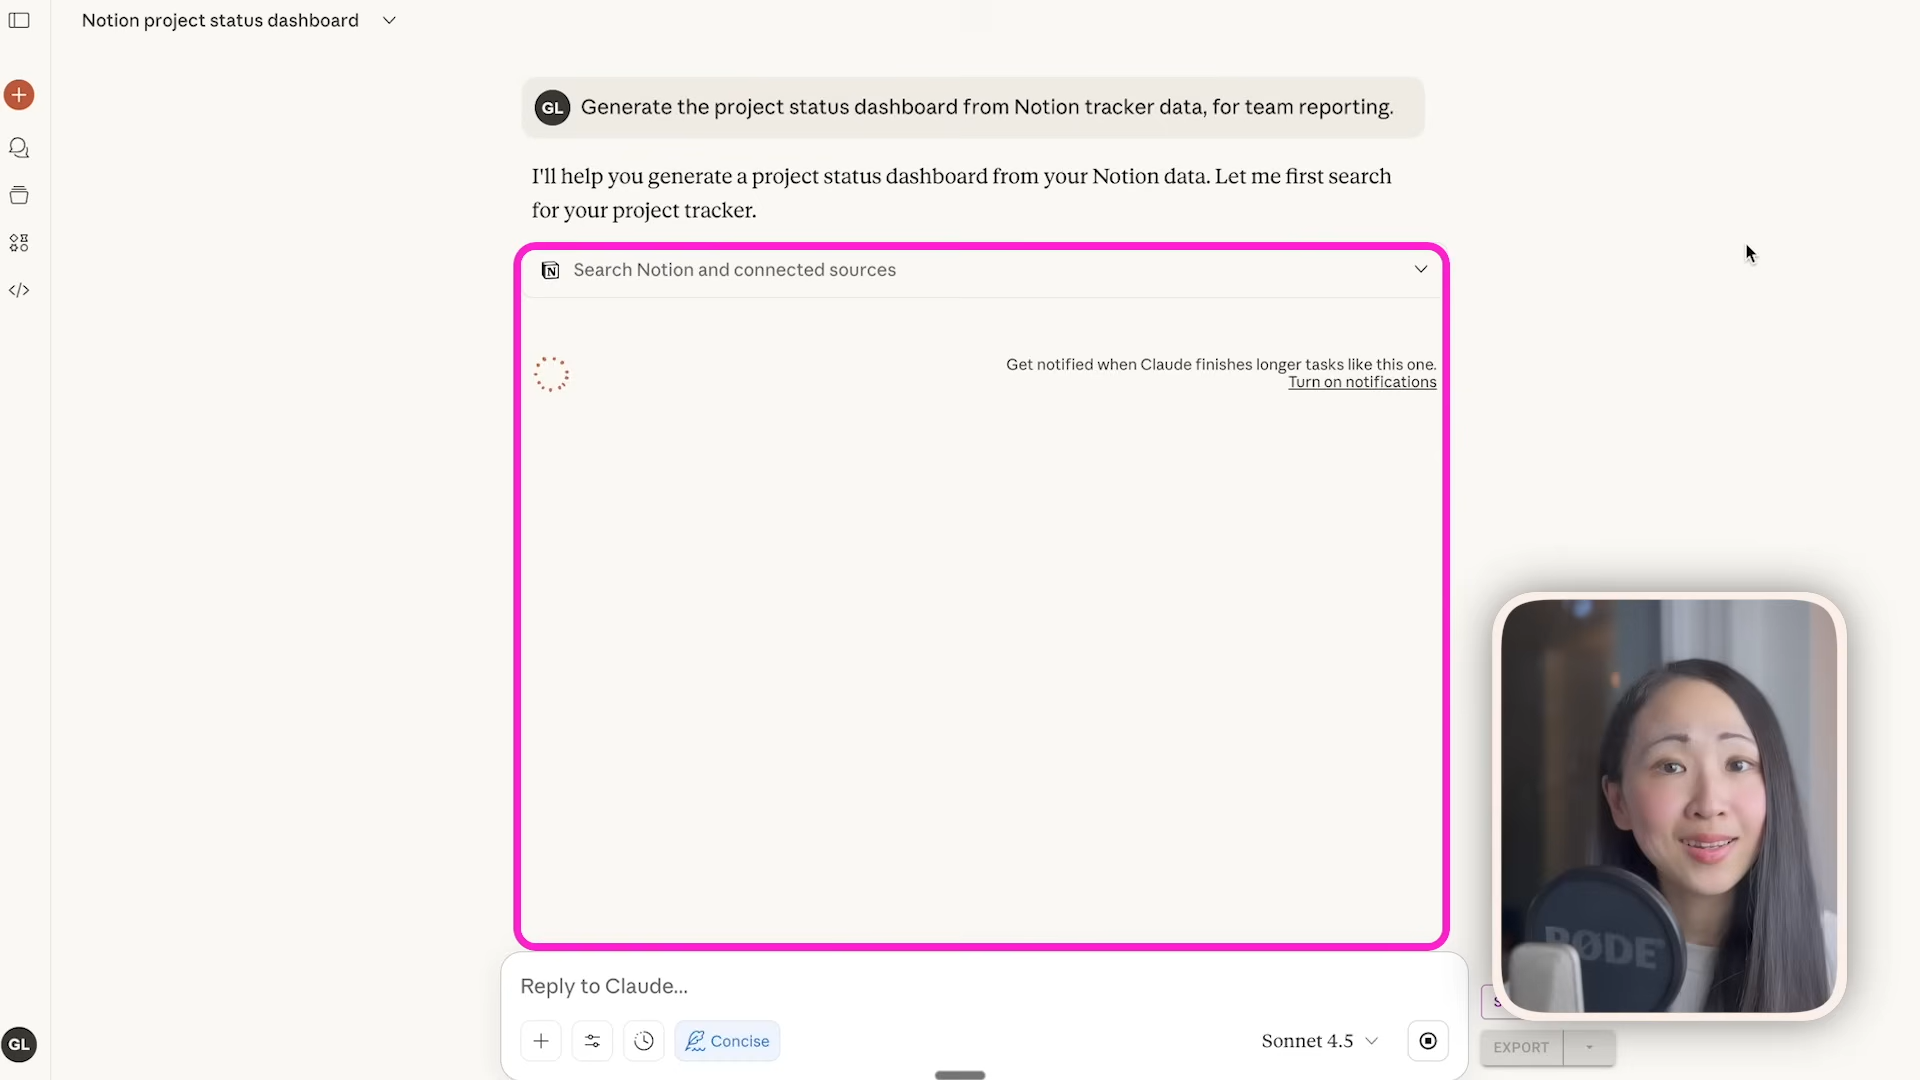 Notion project status dashboard
GL Generate the project status dashboard from Notion tracker data, for team reporting.
I'll help you generate a project status dashboard from your Notion data. Let me first search
for your project tracker.
Search Notion and connected sources
Get notified when Claude finishes longer tasks like this one.
Turn on notifications
Reply to Claude...
Concise
Sonnet 4.5
GL
RØDE
EXPORT